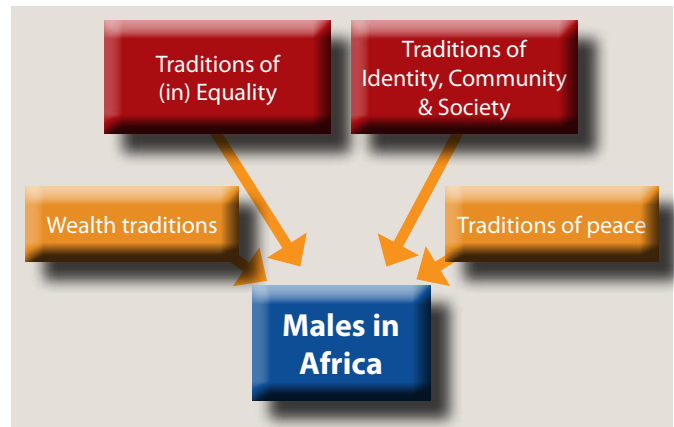 Traditions of
(in) Equality
Traditions of
Identity, Community
& Society
Wealth traditions
Traditions of peace
Males in
Africa